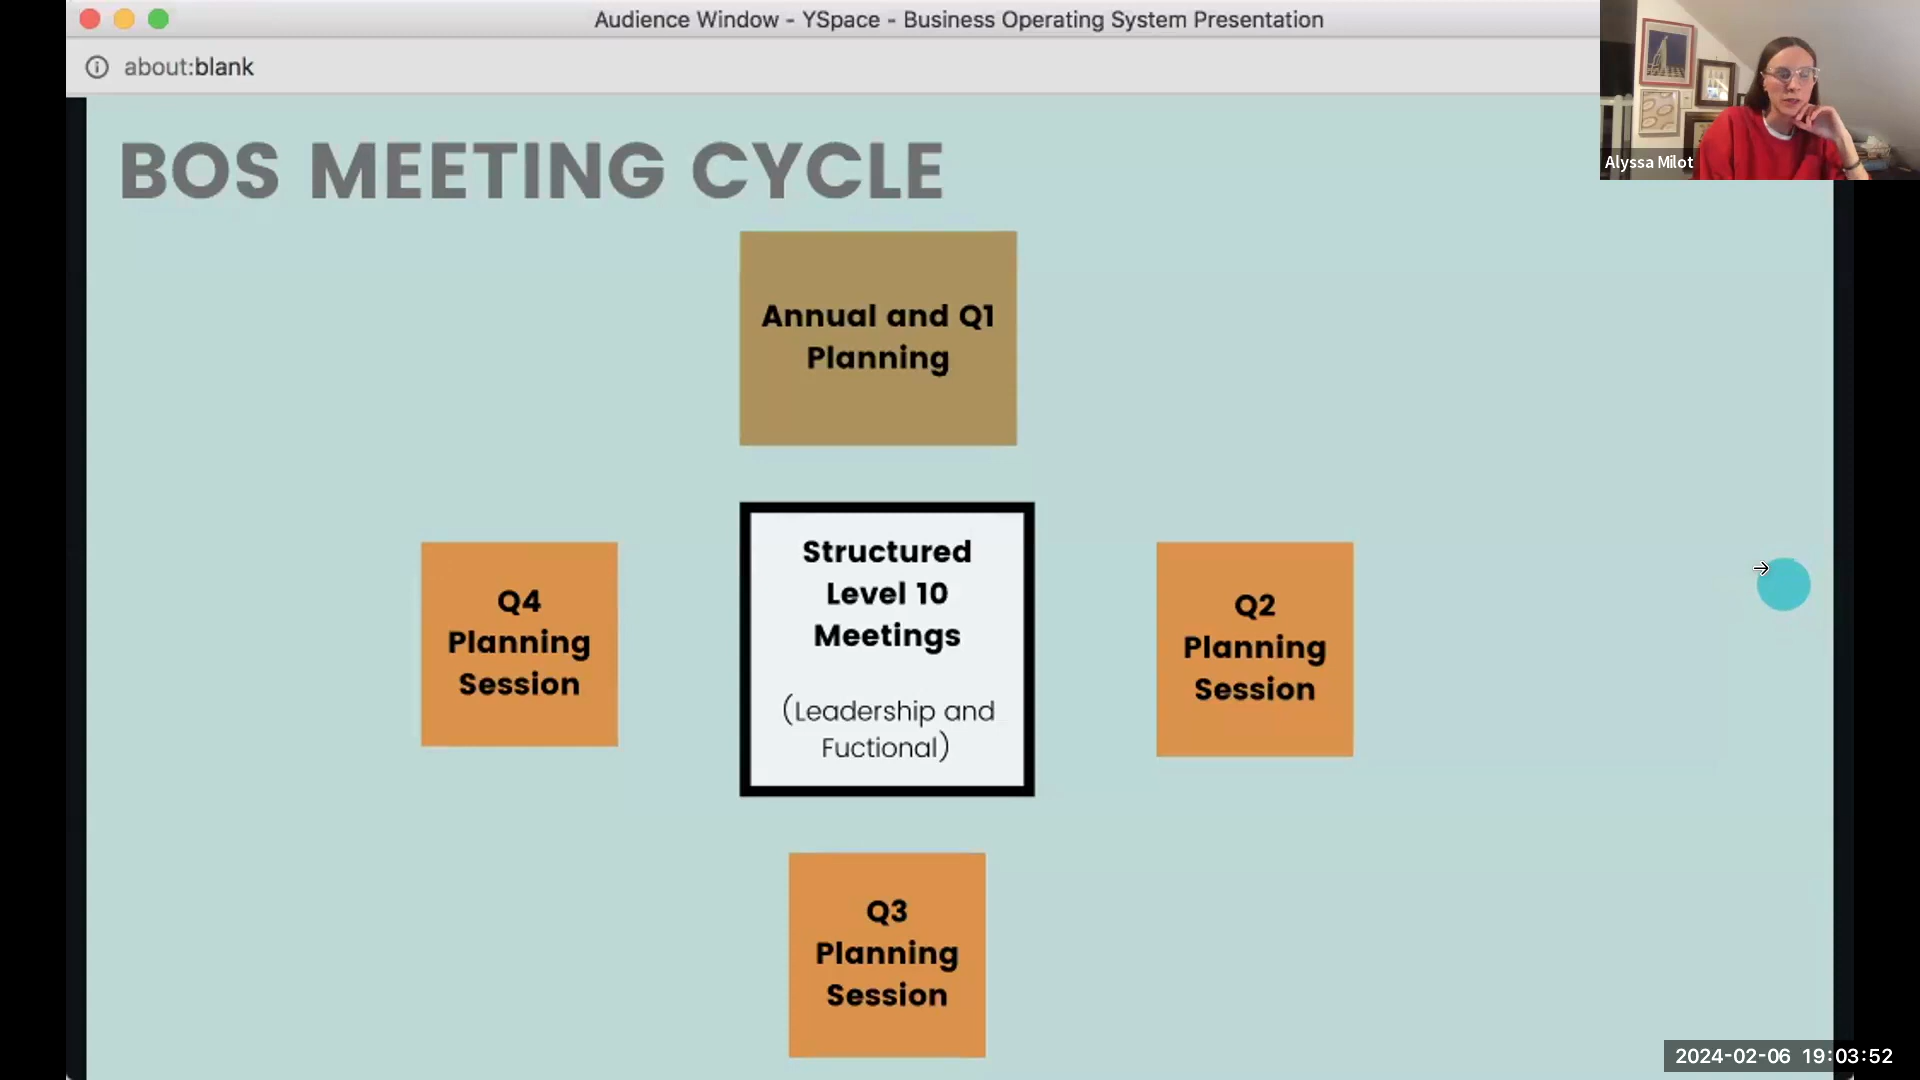 Audience Window - YSpace - Business Operating System Presentation
about:blank
Alyssa Milot
BOS MEETING CYCLE
Annual and Q1
Planning
Structured
Level 10
Meetings
(Leadership and
Fuctional)
Q4
Planning
Session
Q2
Planning
Session
Q3
Planning
Session
2024-02-06 19:03:52